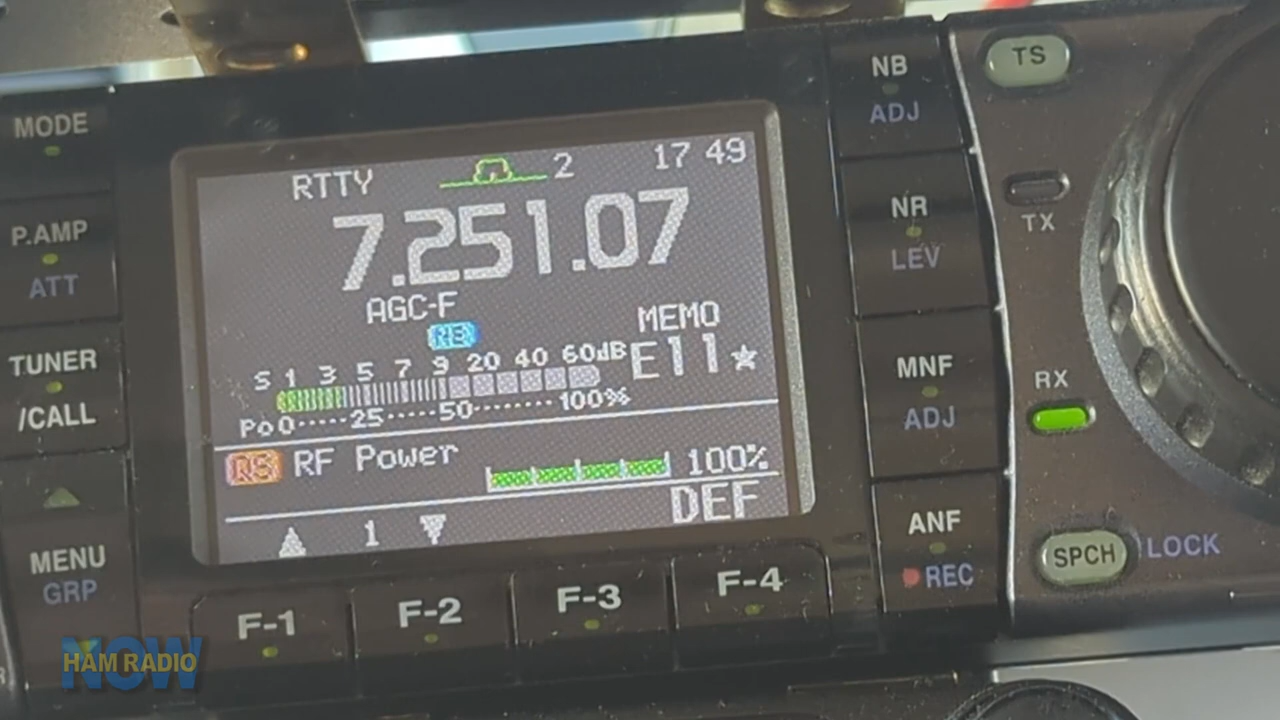 MODE
P.AMP
ATT
TUNER
/CALL
MENU
GRP
RTTY 2 17 49
7.251.07
AGC-F
MEMO
E11★
S 1 3 5 7 9 20 40 60dB
Po0·····25·····50········100%
RS RF Power 100%
DEF
▲ 1 ▼
F-1 F-2 F-3 F-4
NB
ADJ
NR
LEV
MNF
ADJ
ANF
REC
TS
TX
RX
SPCH LOCK
NOW
HAM RADIO